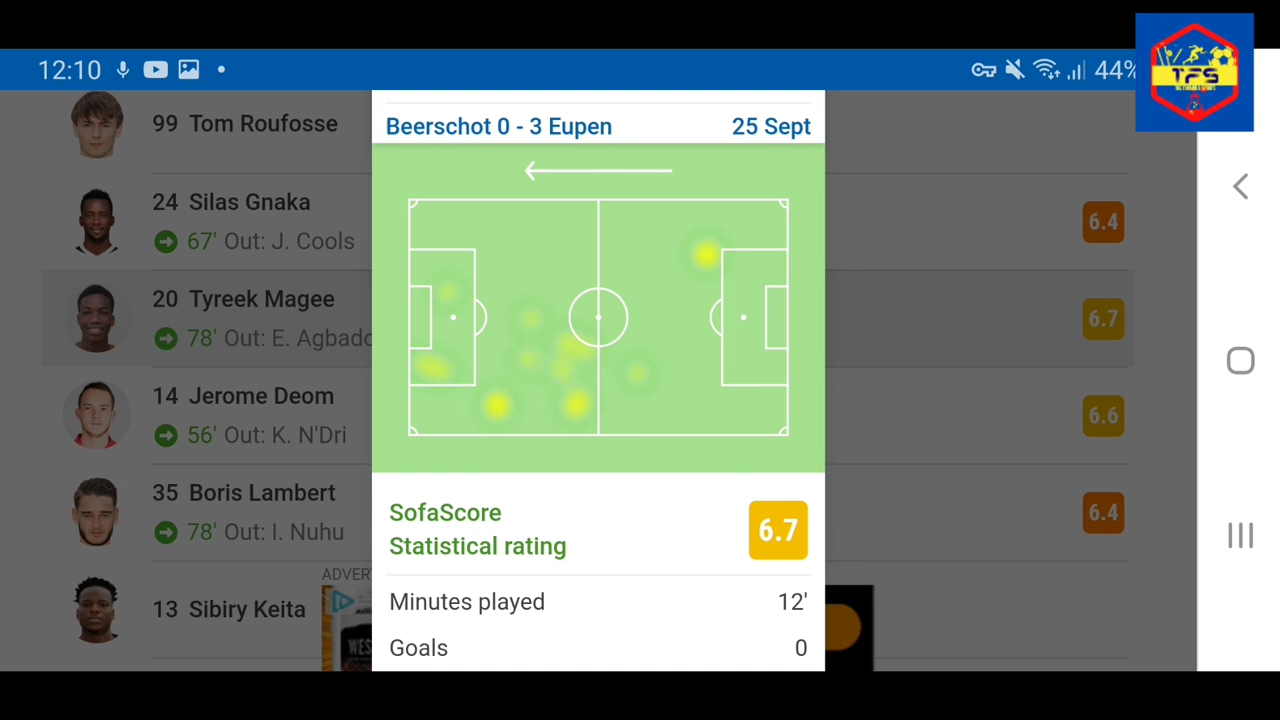 12:10
44%
TFS
99 Tom Roufosse
Beerschot 0 - 3 Eupen
25 Sept
24 Silas Gnaka
67' Out: J. Cools
6.4
20 Tyreek Magee
78' Out: E. Agbado
6.7
14 Jerome Deom
56' Out: K. N'Dri
6.6
35 Boris Lambert
78' Out: I. Nuhu
6.4
13 Sibiry Keita
SofaScore
Statistical rating
6.7
Minutes played
12'
Goals
0
ADVER
WES